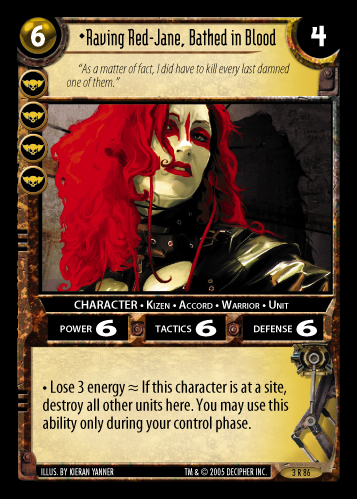 6 •Raving Red-Jane, Bathed in Blood 4
"As a matter of fact, I did have to kill every last damned
one of them."
CHARACTER • KIZEN • ACCORD • WARRIOR • UNIT
POWER 6 TACTICS 6 DEFENSE 6
• Lose 3 energy ≈ If this character is at a site,
destroy all other units here. You may use this
ability only during your control phase.
ILLUS. BY KIERAN YANNER TM & © 2005 DECIPHER INC. 3 R 86